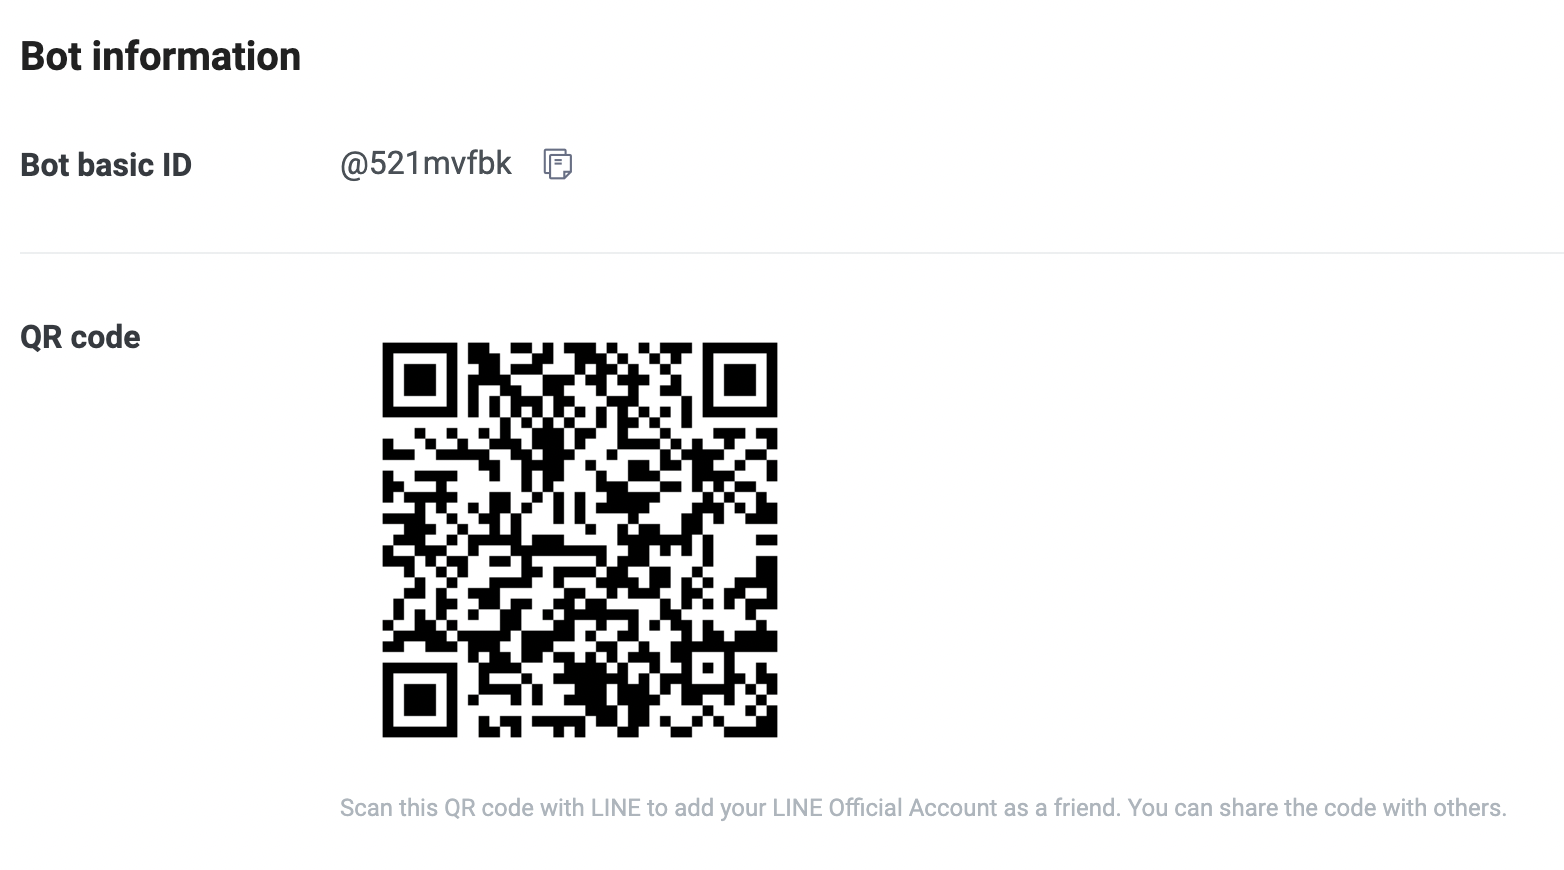 Bot information
Bot basic ID @521mvfbk
QR code
Scan this QR code with LINE to add your LINE Official Account as a friend. You can share the code with others.